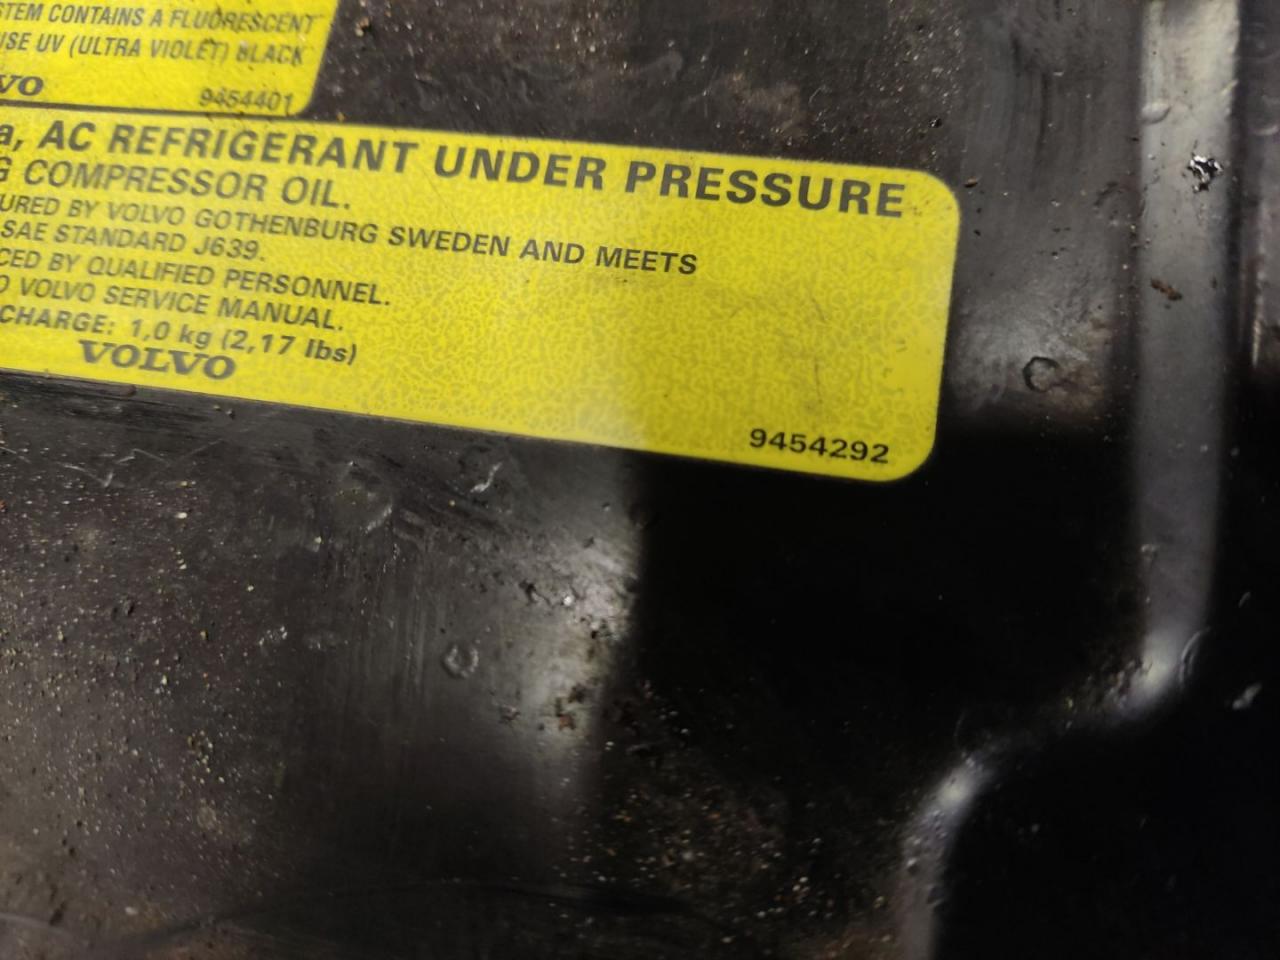 STEM CONTAINS A FLUORESCENT
USE UV (ULTRA VIOLET) BLACK
VO
9454401
a, AC REFRIGERANT UNDER PRESSURE
G COMPRESSOR OIL.
URED BY VOLVO GOTHENBURG SWEDEN AND MEETS
SAE STANDARD J639.
CED BY QUALIFIED PERSONNEL.
O VOLVO SERVICE MANUAL.
CHARGE: 1,0 kg (2,17 lbs)
VOLVO
9454292